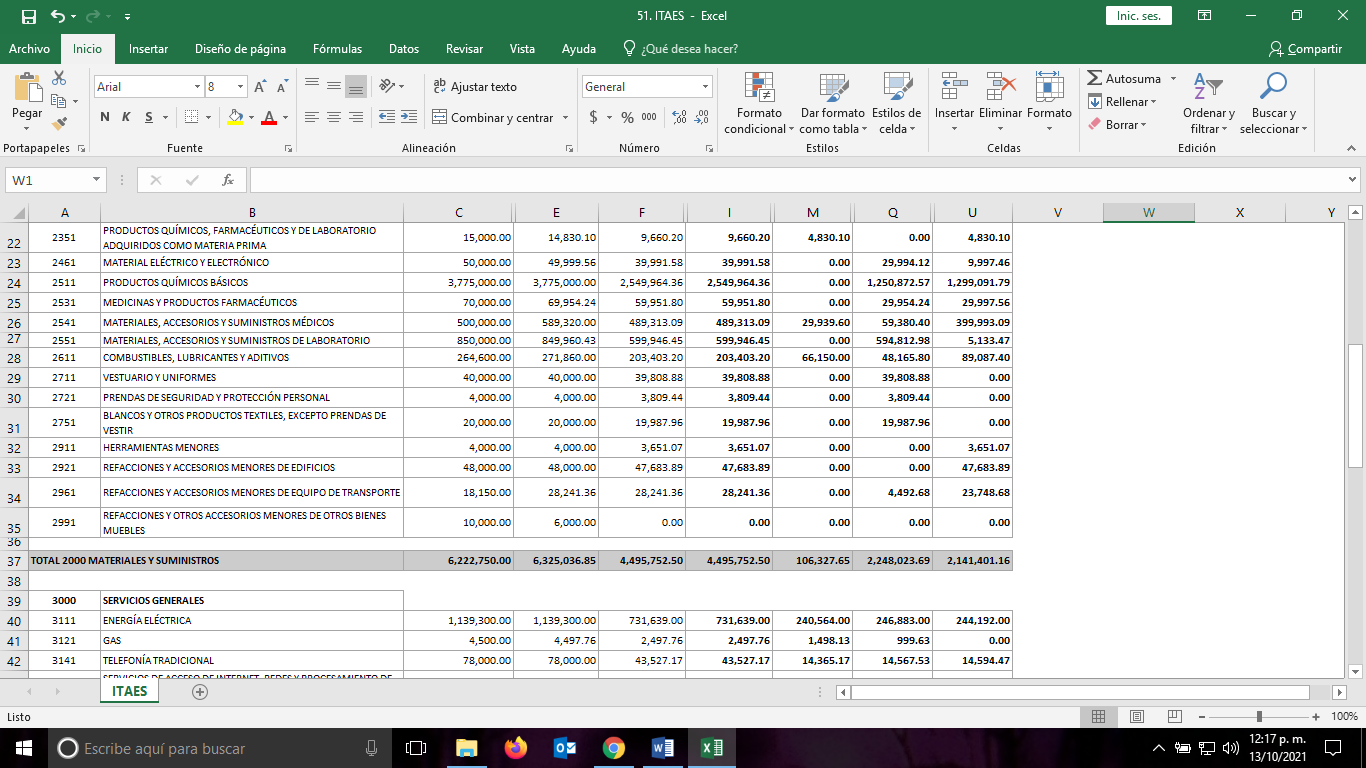 51. ITAES - Excel
Inic. ses.
Archivo Inicio Insertar Diseño de página Fórmulas Datos Revisar Vista Ayuda ¿Qué desea hacer? Compartir
Pegar
Portapapeles
Arial 8
N K S
Fuente
Ajustar texto
Combinar y centrar
Alineación
General
$ % 000
Número
Formato condicional
Dar formato como tabla
Estilos de celda
Estilos
Insertar Eliminar Formato
Celdas
Autosuma
Rellenar
Borrar
Ordenar y filtrar
Buscar y seleccionar
Edición
W1 fx
A B C E F I M Q U V W X Y
22 2351 PRODUCTOS QUÍMICOS, FARMACÉUTICOS Y DE LABORATORIO
ADQUIRIDOS COMO MATERIA PRIMA 15,000.00 14,830.10 9,660.20 9,660.20 4,830.10 0.00 4,830.10
23 2461 MATERIAL ELÉCTRICO Y ELECTRÓNICO 50,000.00 49,999.56 39,991.58 39,991.58 0.00 29,994.12 9,997.46
24 2511 PRODUCTOS QUÍMICOS BÁSICOS 3,775,000.00 3,775,000.00 2,549,964.36 2,549,964.36 0.00 1,250,872.57 1,299,091.79
25 2531 MEDICINAS Y PRODUCTOS FARMACÉUTICOS 70,000.00 69,954.24 59,951.80 59,951.80 0.00 29,954.24 29,997.56
26 2541 MATERIALES, ACCESORIOS Y SUMINISTROS MÉDICOS 500,000.00 589,320.00 489,313.09 489,313.09 29,939.60 59,380.40 399,993.09
27 2551 MATERIALES, ACCESORIOS Y SUMINISTROS DE LABORATORIO 850,000.00 849,960.43 599,946.45 599,946.45 0.00 594,812.98 5,133.47
28 2611 COMBUSTIBLES, LUBRICANTES Y ADITIVOS 264,600.00 271,860.00 203,403.20 203,403.20 66,150.00 48,165.80 89,087.40
29 2711 VESTUARIO Y UNIFORMES 40,000.00 40,000.00 39,808.88 39,808.88 0.00 39,808.88 0.00
30 2721 PRENDAS DE SEGURIDAD Y PROTECCIÓN PERSONAL 4,000.00 4,000.00 3,809.44 3,809.44 0.00 3,809.44 0.00
31 2751 BLANCOS Y OTROS PRODUCTOS TEXTILES, EXCEPTO PRENDAS DE
VESTIR 20,000.00 20,000.00 19,987.96 19,987.96 0.00 19,987.96 0.00
32 2911 HERRAMIENTAS MENORES 4,000.00 4,000.00 3,651.07 3,651.07 0.00 0.00 3,651.07
33 2921 REFACCIONES Y ACCESORIOS MENORES DE EDIFICIOS 48,000.00 48,000.00 47,683.89 47,683.89 0.00 0.00 47,683.89
34 2961 REFACCIONES Y ACCESORIOS MENORES DE EQUIPO DE TRANSPORTE 18,150.00 28,241.36 28,241.36 28,241.36 0.00 4,492.68 23,748.68
35 2991 REFACCIONES Y OTROS ACCESORIOS MENORES DE OTROS BIENES
MUEBLES 10,000.00 6,000.00 0.00 0.00 0.00 0.00 0.00
36
37 TOTAL 2000 MATERIALES Y SUMINISTROS 6,222,750.00 6,325,036.85 4,495,752.50 4,495,752.50 106,327.65 2,248,023.69 2,141,401.16
38
39 3000 SERVICIOS GENERALES
40 3111 ENERGÍA ELÉCTRICA 1,139,300.00 1,139,300.00 731,639.00 731,639.00 240,564.00 246,883.00 244,192.00
41 3121 GAS 4,500.00 4,497.76 2,497.76 2,497.76 1,498.13 999.63 0.00
42 3141 TELEFONÍA TRADICIONAL 78,000.00 78,000.00 43,527.17 43,527.17 14,365.17 14,567.53 14,594.47
SERVICIOS DE ACCESO DE INTERNET, REDES Y PROCESAMIENTO DE
ITAES
Listo 100%
Escribe aquí para buscar
12:17 p. m.
13/10/2021